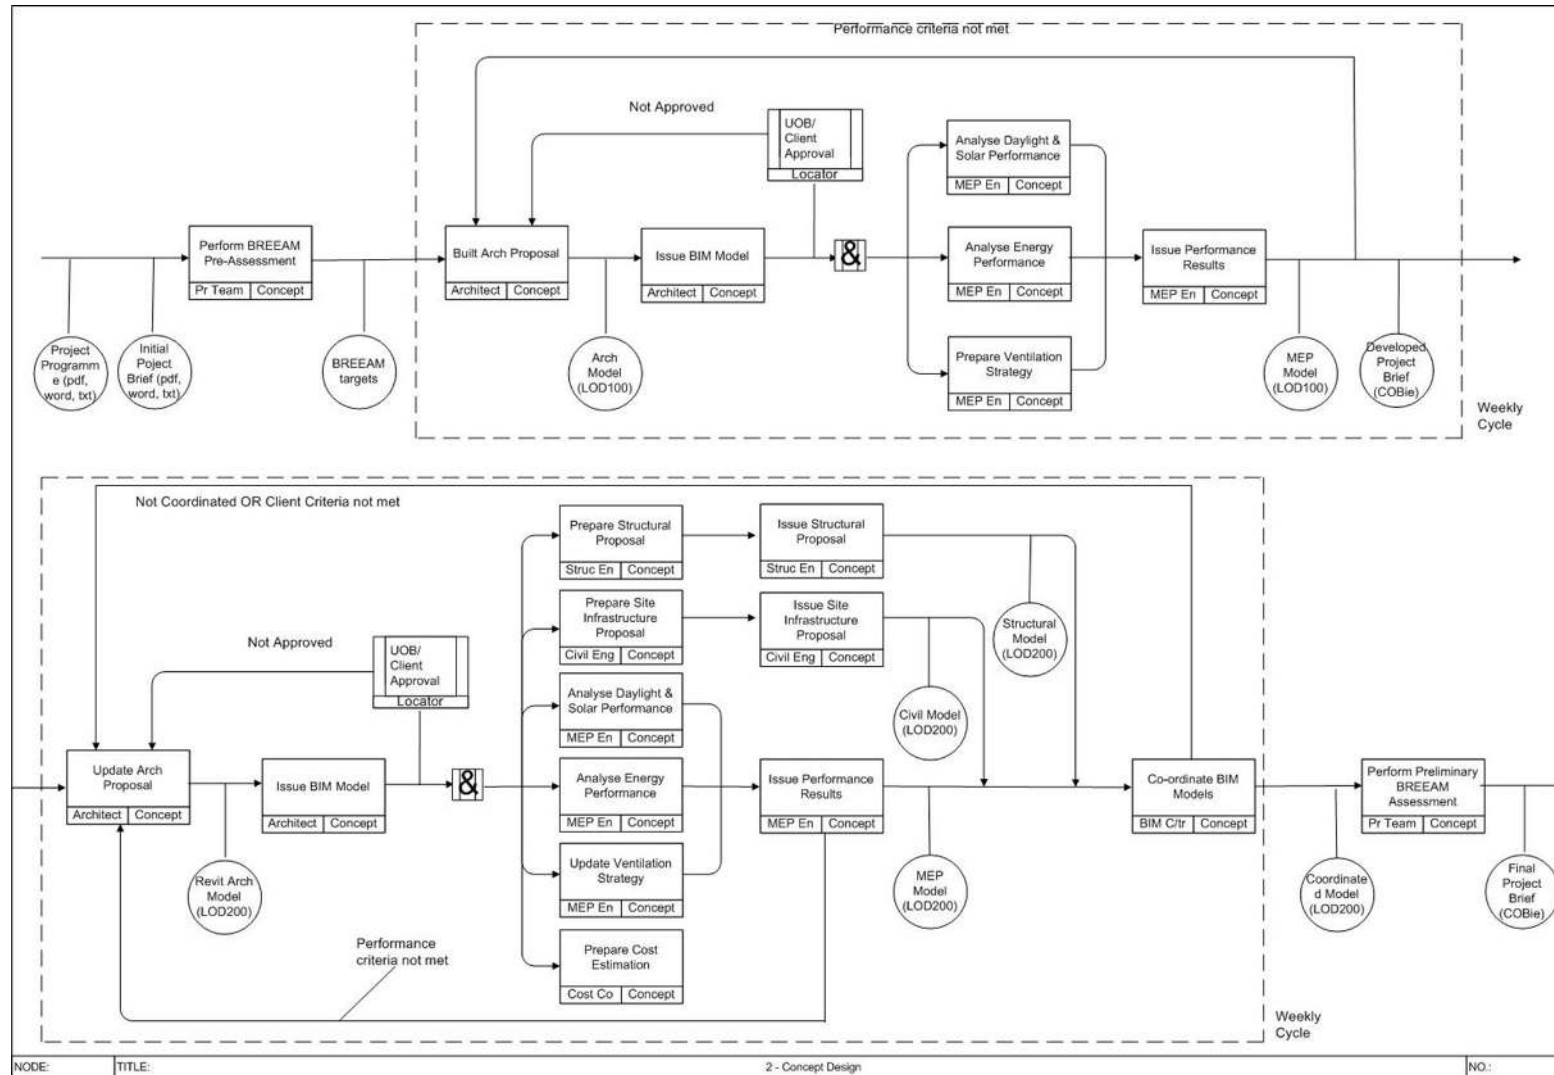 Performance criteria not met
Not Approved
UOB/
Client
Approval
Locator
Analyse Daylight &
Solar Performance
MEP En Concept
Perform BREEAM
Pre-Assessment
Pr Team Concept
Built Arch Proposal
Architect Concept
Issue BIM Model
Architect Concept
&
Analyse Energy
Performance
MEP En Concept
Issue Performance
Results
MEP En Concept
Prepare Ventilation
Strategy
MEP En Concept
Project
Programm
e (pdf,
word, txt)
Initial
Poject
Brief (pdf,
word, txt)
BREEAM
targets
Arch
Model
(LOD100)
MEP
Model
(LOD100)
Developed
Project
Brief
(COBie)
Weekly
Cycle
Not Coordinated OR Client Criteria not met
Prepare Structural
Proposal
Struc En Concept
Issue Structural
Proposal
Struc En Concept
Prepare Site
Infrastructure
Proposal
Civil Eng Concept
Issue Site
Infrastructure
Proposal
Civil Eng Concept
Structural
Model
(LOD200)
Not Approved
UOB/
Client
Approval
Locator
Analyse Daylight &
Solar Performance
MEP En Concept
Civil Model
(LOD200)
Update Arch
Proposal
Architect Concept
Issue BIM Model
Architect Concept
&
Analyse Energy
Performance
MEP En Concept
Issue Performance
Results
MEP En Concept
Co-ordinate BIM
Models
BIM C/tr Concept
Perform Preliminary
BREEAM
Assessment
Pr Team Concept
Revit Arch
Model
(LOD200)
Update Ventilation
Strategy
MEP En Concept
MEP
Model
(LOD200)
Coordinate
d Model
(LOD200)
Final
Project
Brief
(COBie)
Performance
criteria not met
Prepare Cost
Estimation
Cost Co Concept
Weekly
Cycle
NODE: TITLE: 2 - Concept Design NO.: